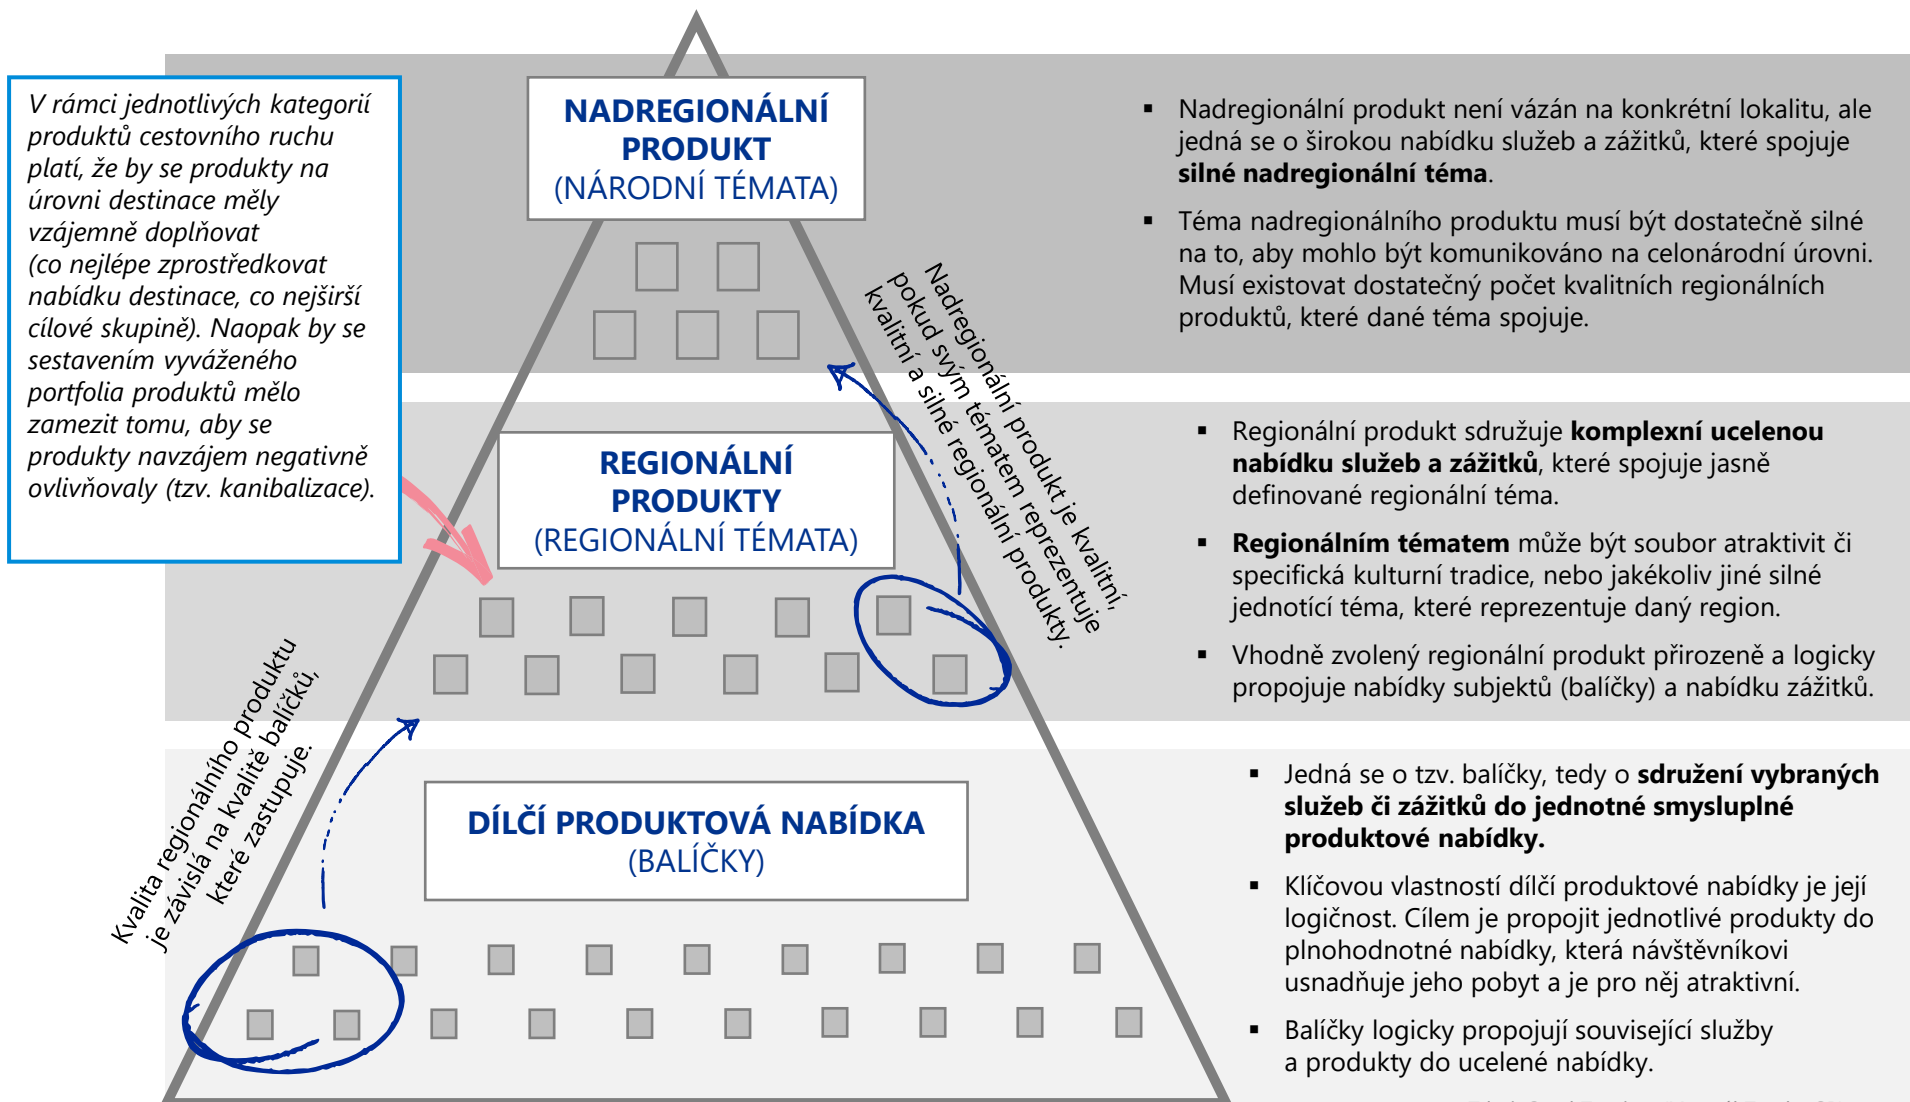 V rámci jednotlivých kategorií
produktů cestovního ruchu
platí, že by se produkty na
úrovni destinace měly
vzájemně doplňovat
(co nejlépe zprostředkovat
nabídku destinace, co nejširší
cílové skupině). Naopak by se
sestavením vyváženého
portfolia produktů mělo
zamezit tomu, aby se
produkty navzájem negativně
ovlivňovaly (tzv. kanibalizace).
NADREGIONÁLNÍ
PRODUKT
(NÁRODNÍ TÉMATA)
▪ Nadregionální produkt není vázán na konkrétní lokalitu, ale
jedná se o širokou nabídku služeb a zážitků, které spojuje
silné nadregionální téma.
▪ Téma nadregionálního produktu musí být dostatečně silné
na to, aby mohlo být komunikováno na celonárodní úrovni.
Musí existovat dostatečný počet kvalitních regionálních
produktů, které dané téma spojuje.
Nadregionální produkt je kvalitní,
pokud svým tématem reprezentuje
kvalitní a silné regionální produkty.
REGIONÁLNÍ
PRODUKTY
(REGIONÁLNÍ TÉMATA)
▪ Regionální produkt sdružuje komplexní ucelenou
nabídku služeb a zážitků, které spojuje jasně
definované regionální téma.
▪ Regionálním tématem může být soubor atraktivit či
specifická kulturní tradice, nebo jakékoliv jiné silné
jednotící téma, které reprezentuje daný region.
▪ Vhodně zvolený regionální produkt přirozeně a logicky
propojuje nabídky subjektů (balíčky) a nabídku zážitků.
Kvalita regionálního produktu
je závislá na kvalitě balíčků,
které zastupuje.
DÍLČÍ PRODUKTOVÁ NABÍDKA
(BALÍČKY)
▪ Jedná se o tzv. balíčky, tedy o sdružení vybraných
služeb či zážitků do jednotné smysluplné
produktové nabídky.
▪ Klíčovou vlastností dílčí produktové nabídky je její
logičnost. Cílem je propojit jednotlivé produkty do
plnohodnotné nabídky, která návštěvníkovi
usnadňuje jeho pobyt a je pro něj atraktivní.
▪ Balíčky logicky propojují související služby
a produkty do ucelené nabídky.